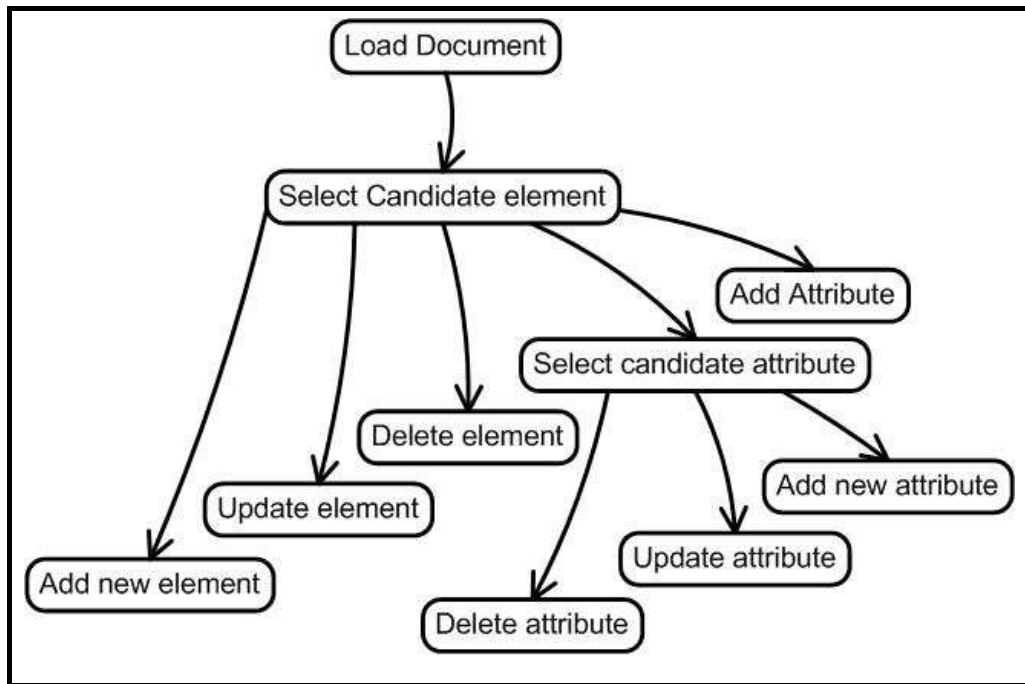 Load Document
Select Candidate element
Add Attribute
Select candidate attribute
Delete element
Add new attribute
Update element
Update attribute
Add new element
Delete attribute